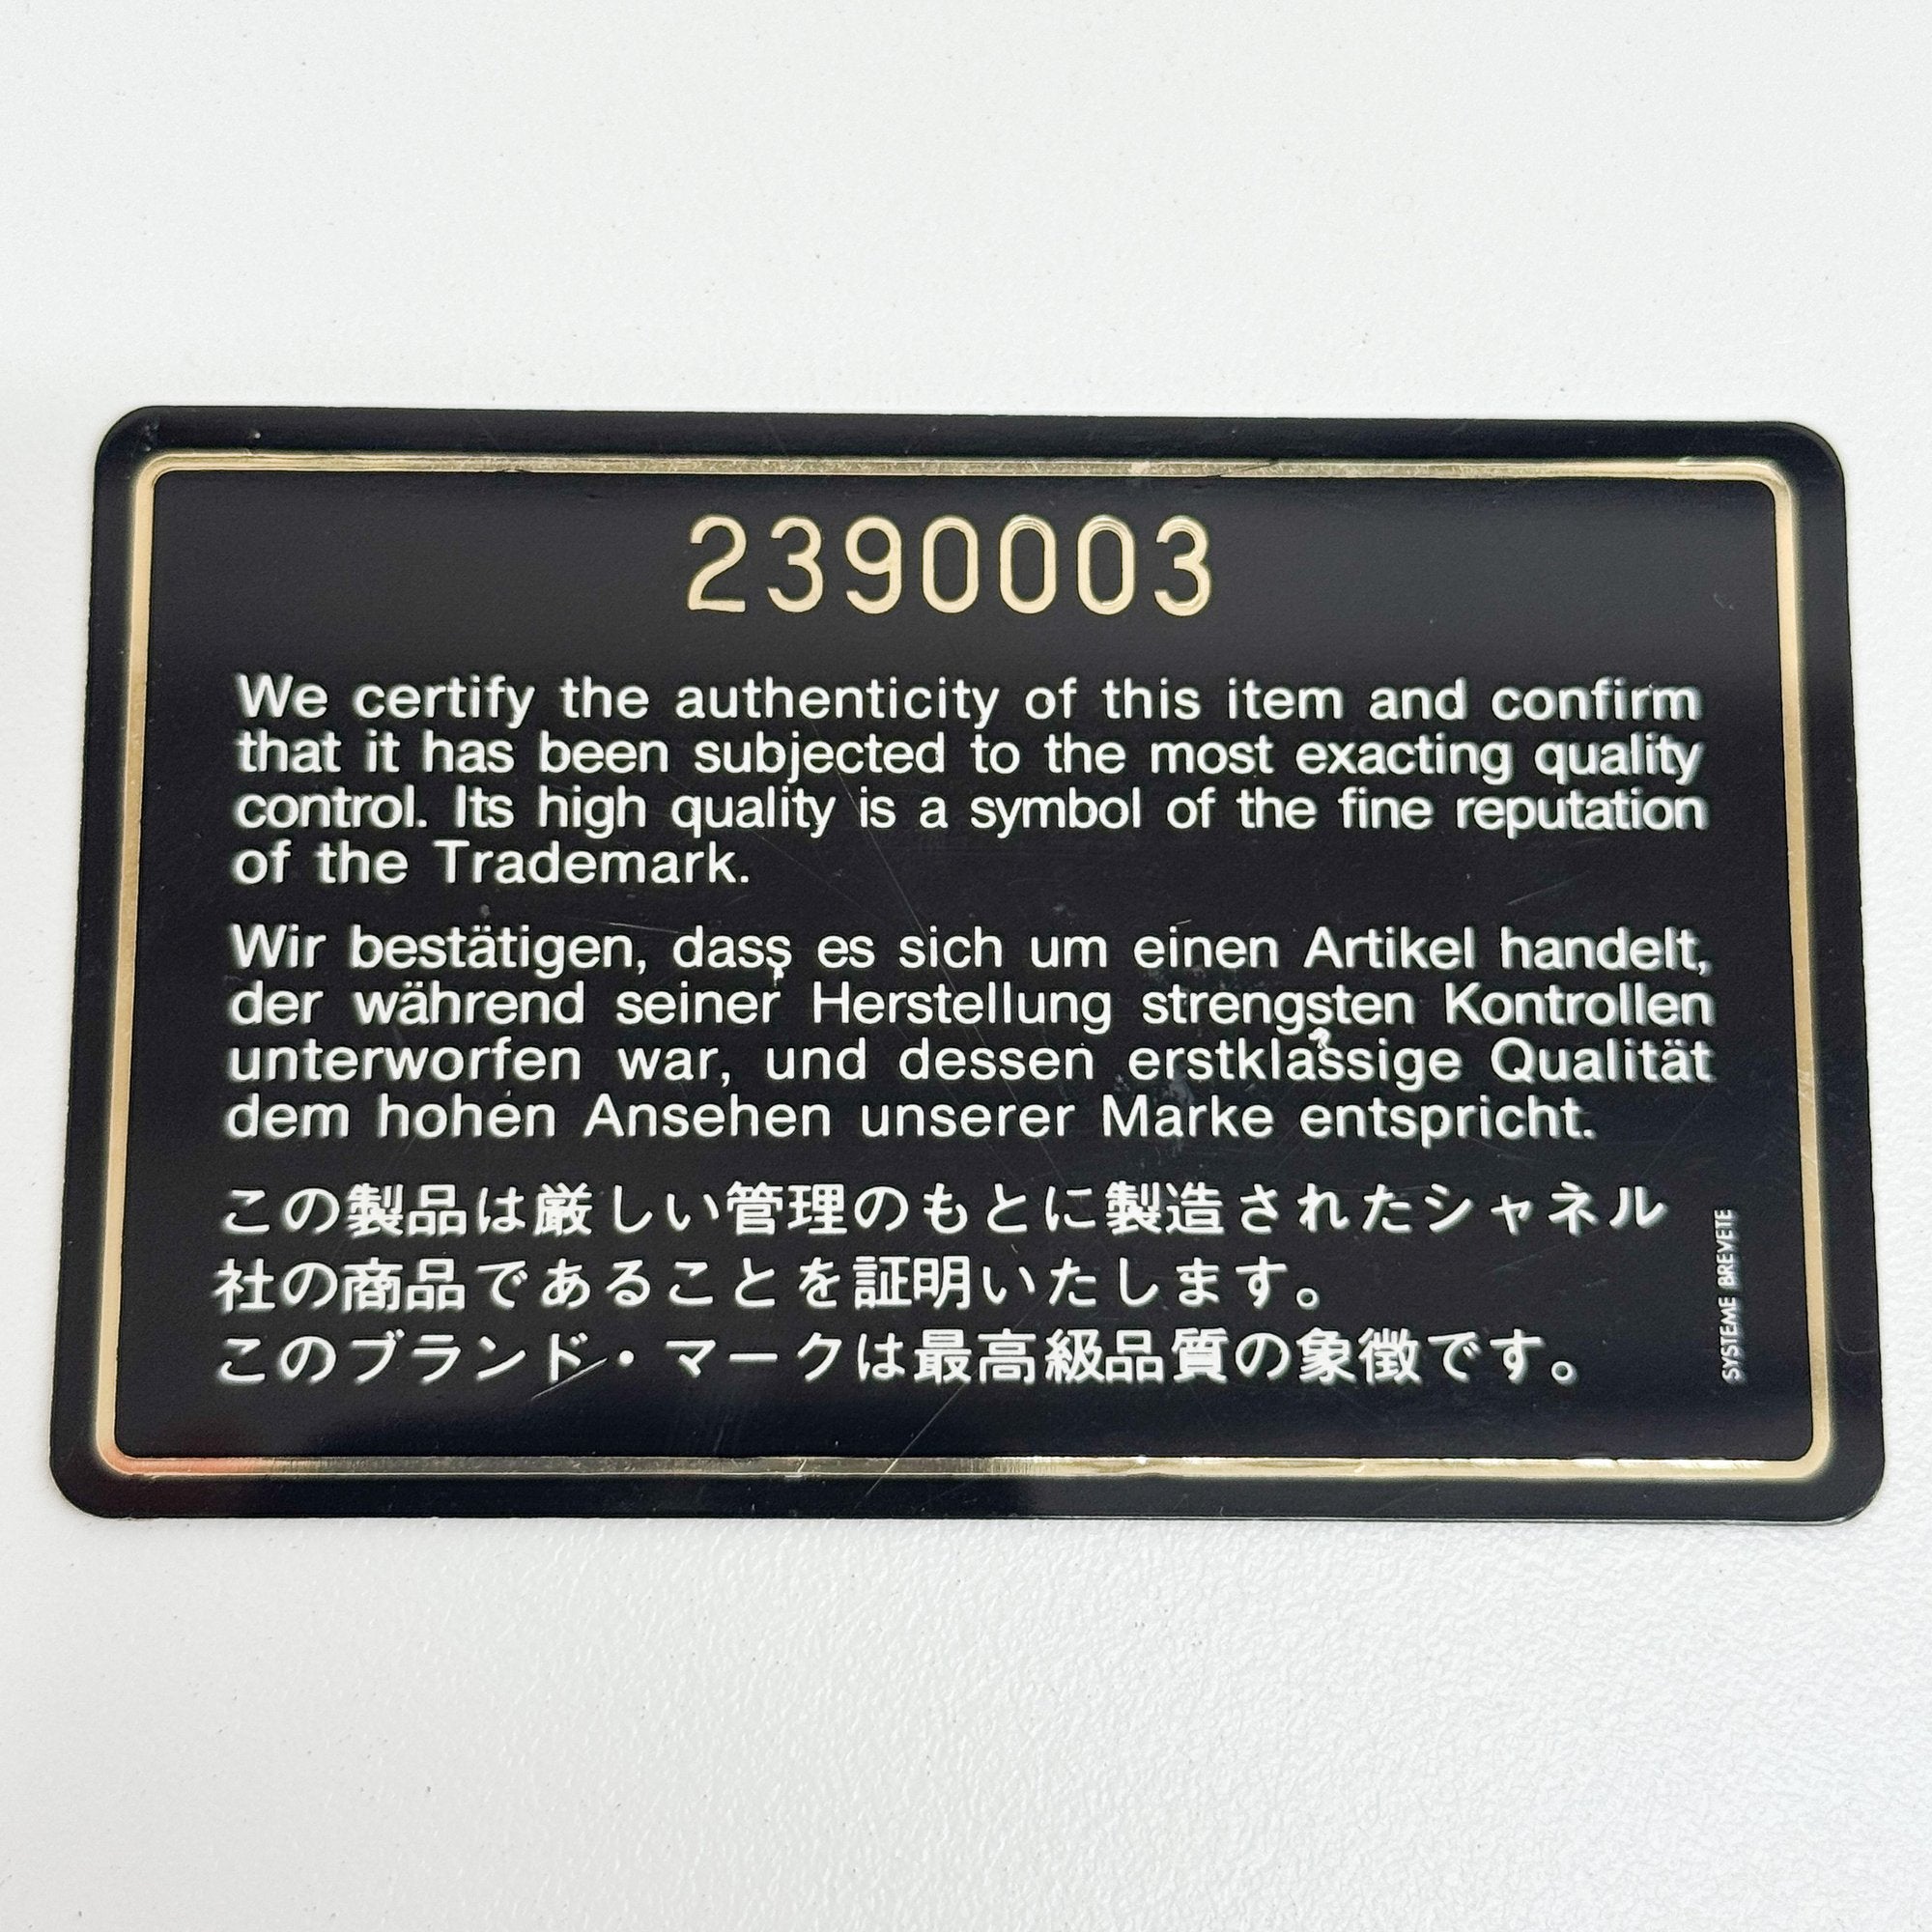 2390003
We certify the authenticity of this item and confirm
that it has been subjected to the most exacting quality
control. Its high quality is a symbol of the fine reputation
of the Trademark.
Wir bestätigen, dass es sich um einen Artikel handelt,
der während seiner Herstellung strengsten Kontrollen
unterworfen war, und dessen erstklassige Qualität
dem hohen Ansehen unserer Marke entspricht.
この製品は厳しい管理のもとに製造されたシャネル
社の商品であることを証明いたします。
このブランド・マークは最高級品質の象徴です。
SYSTEME BREVETE